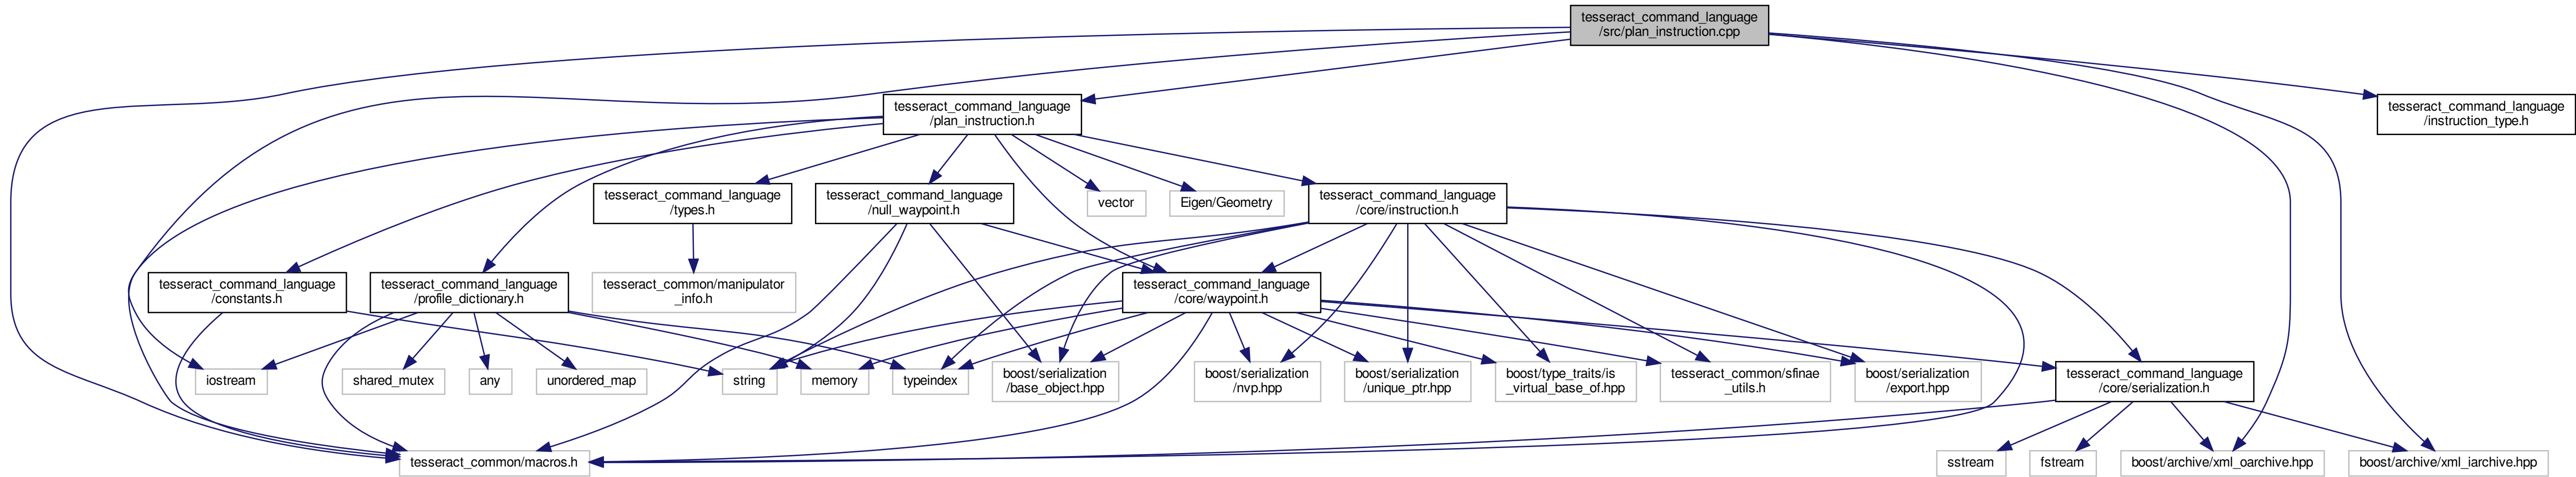 tesseract_command_language
/src/plan_instruction.cpp
tesseract_command_language
/plan_instruction.h
tesseract_command_language
/instruction_type.h
tesseract_command_language
/types.h
tesseract_command_language
/null_waypoint.h
vector
Eigen/Geometry
tesseract_command_language
/core/instruction.h
tesseract_command_language
/constants.h
tesseract_command_language
/profile_dictionary.h
tesseract_common/manipulator
_info.h
tesseract_command_language
/core/waypoint.h
iostream
shared_mutex
any
unordered_map
string
memory
typeindex
boost/serialization
/base_object.hpp
boost/serialization
/nvp.hpp
boost/serialization
/unique_ptr.hpp
boost/type_traits/is
_virtual_base_of.hpp
tesseract_common/sfinae
_utils.h
boost/serialization
/export.hpp
tesseract_command_language
/core/serialization.h
tesseract_common/macros.h
sstream
fstream
boost/archive/xml_oarchive.hpp
boost/archive/xml_iarchive.hpp